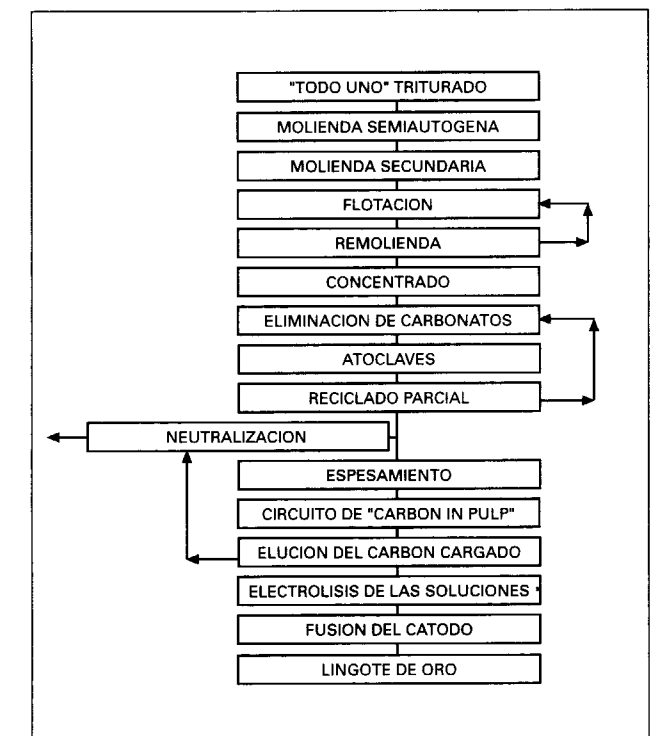 "TODO UNO" TRITURADO
MOLIENDA SEMIAUTOGENA
MOLIENDA SECUNDARIA
FLOTACION
REMOLIENDA
CONCENTRADO
ELIMINACION DE CARBONATOS
ATOCLAVES
RECICLADO PARCIAL
NEUTRALIZACION
ESPESAMIENTO
CIRCUITO DE "CARBON IN PULP"
ELUCION DEL CARBON CARGADO
ELECTROLISIS DE LAS SOLUCIONES
FUSION DEL CATODO
LINGOTE DE ORO